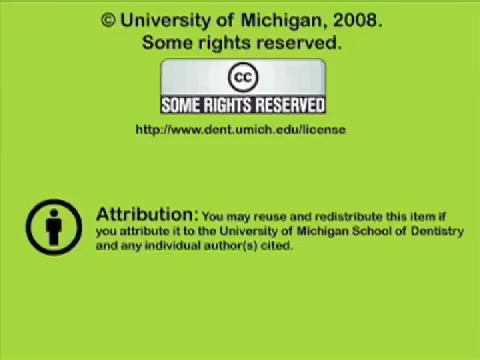 © University of Michigan, 2008.
Some rights reserved.
cc
SOME RIGHTS RESERVED
http://www.dent.umich.edu/license
Attribution: You may reuse and redistribute this item if
you attribute it to the University of Michigan School of Dentistry
and any individual author(s) cited.